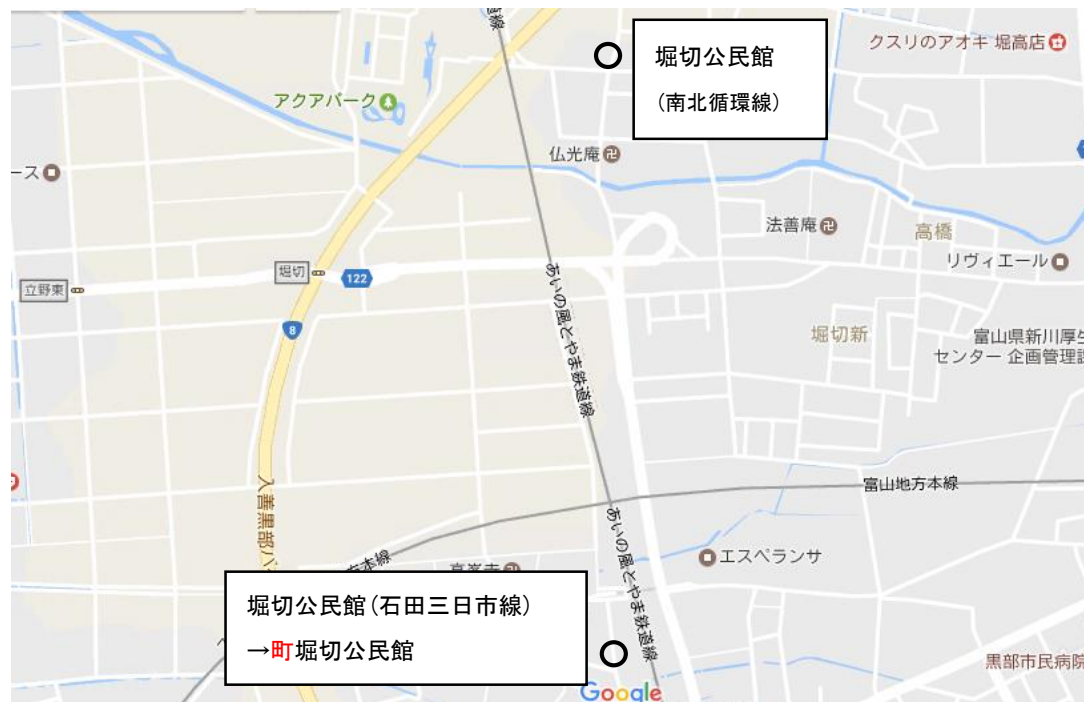 堀切公民館
(南北循環線)
クスリのアオキ 堀高店
アクアパーク
仏光庵
ース
法善庵
高橋
リヴィエール
堀切
122
立野東
8
あいの風とやま鉄道線
堀切新
富山県新川厚生
センター 企画管理課
富山地方本線
入善黒部バ
あいの風とやま鉄道線
エスペランサ
方本線
堀切公民館(石田三日市線)
→町堀切公民館
黒部市民病院
Google